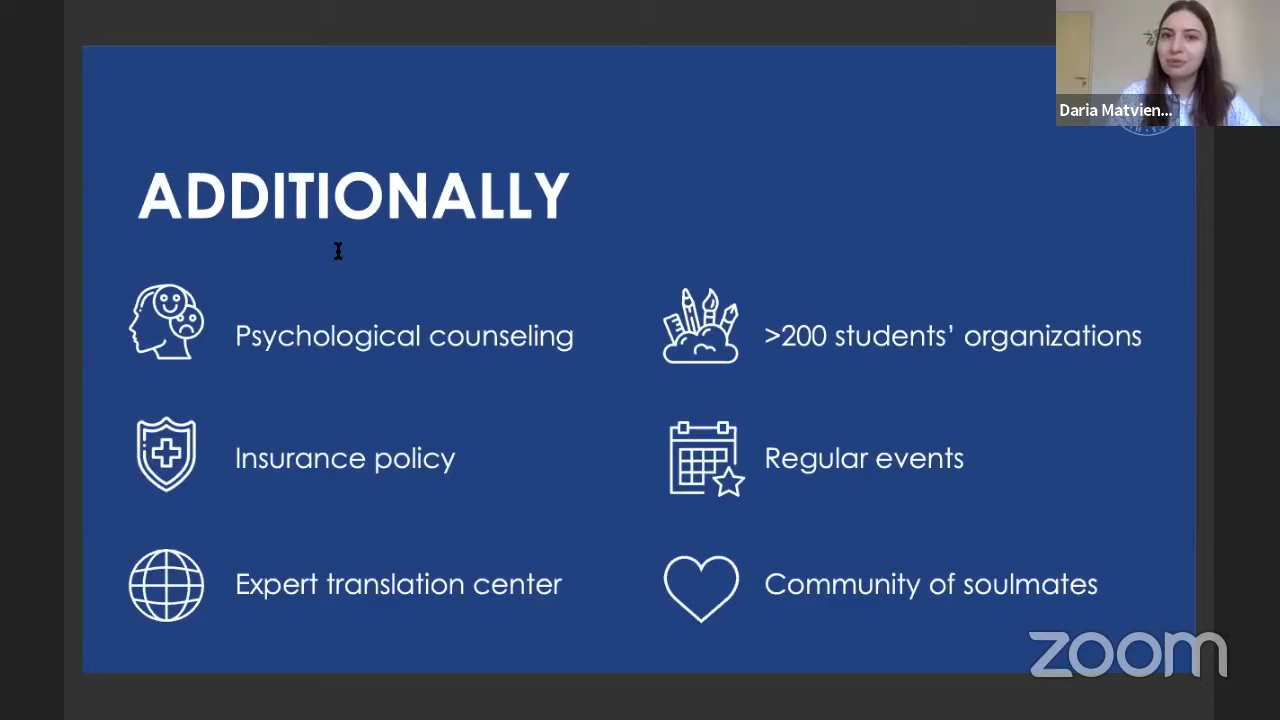 Daria Matvien...
ADDITIONALLY
Psychological counseling
>200 students’ organizations
Insurance policy
Regular events
Expert translation center
Community of soulmates
zoom